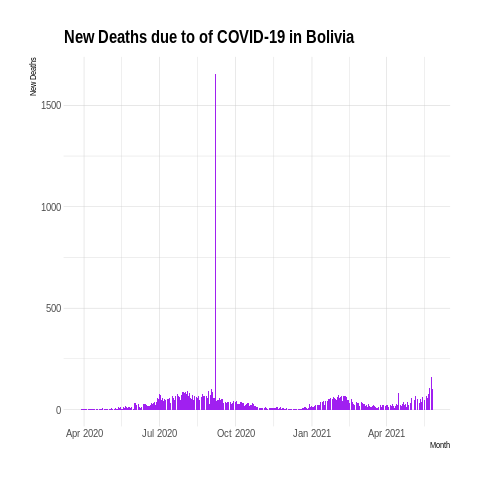 New Deaths due to of COVID-19 in Bolivia
New Deaths
1500
1000
500
0
Apr 2020 Jul 2020 Oct 2020 Jan 2021 Apr 2021
Month